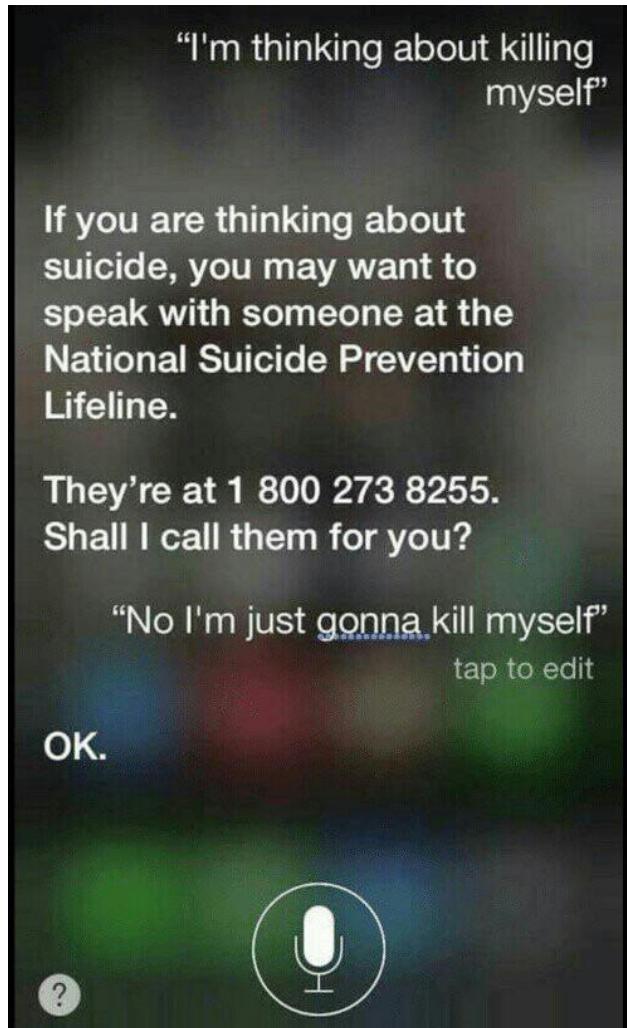 “I'm thinking about killing
myself”
If you are thinking about
suicide, you may want to
speak with someone at the
National Suicide Prevention
Lifeline.
They’re at 1 800 273 8255.
Shall I call them for you?
“No I'm just gonna kill myself”
tap to edit
OK.
?